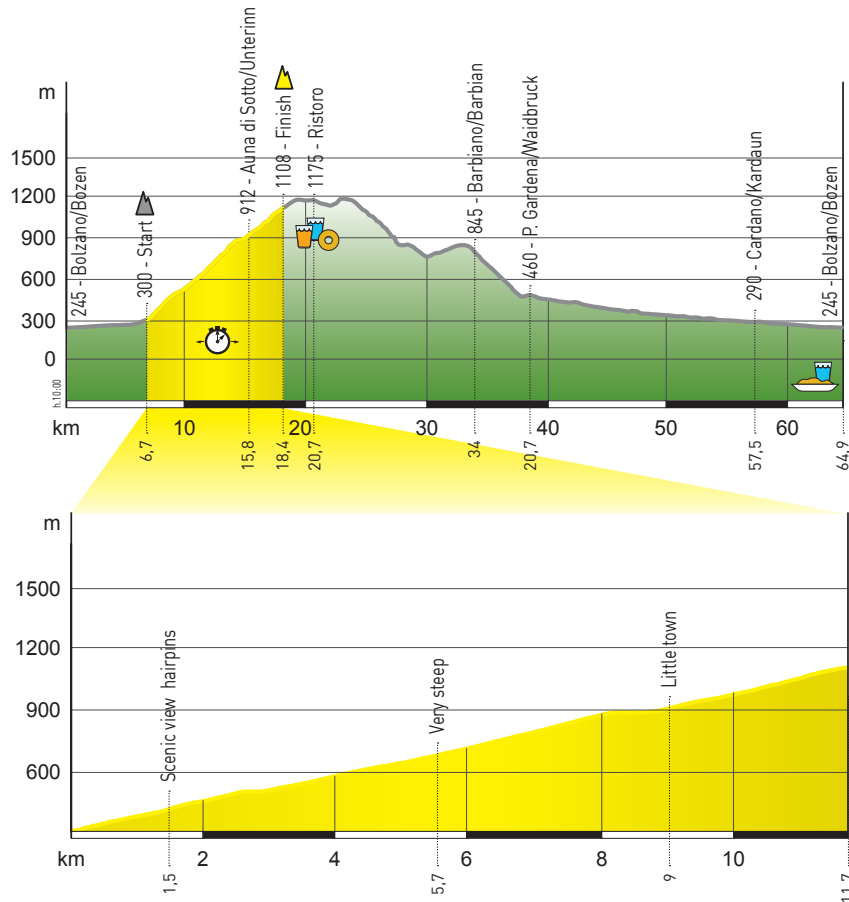 m
1500
1200
900
600
300
0
245 - Bolzano/Bozen
300 - Start
912 - Auna di Sotto/Unterinn
1108 - Finish
1175 - Ristoro
845 - Barbiano/Barbian
460 - P. Gardena/Waidbruck
290 - Cardano/Kardaun
245 - Bolzano/Bozen
h.10:00
km
10
20
30
40
50
60
6,7
15,8
18,4
20,7
34
20,7
57,5
64,9
m
1500
1200
900
600
Scenic view hairpins
Very steep
Little town
km
2
4
6
8
10
1,5
5,7
9
11,7